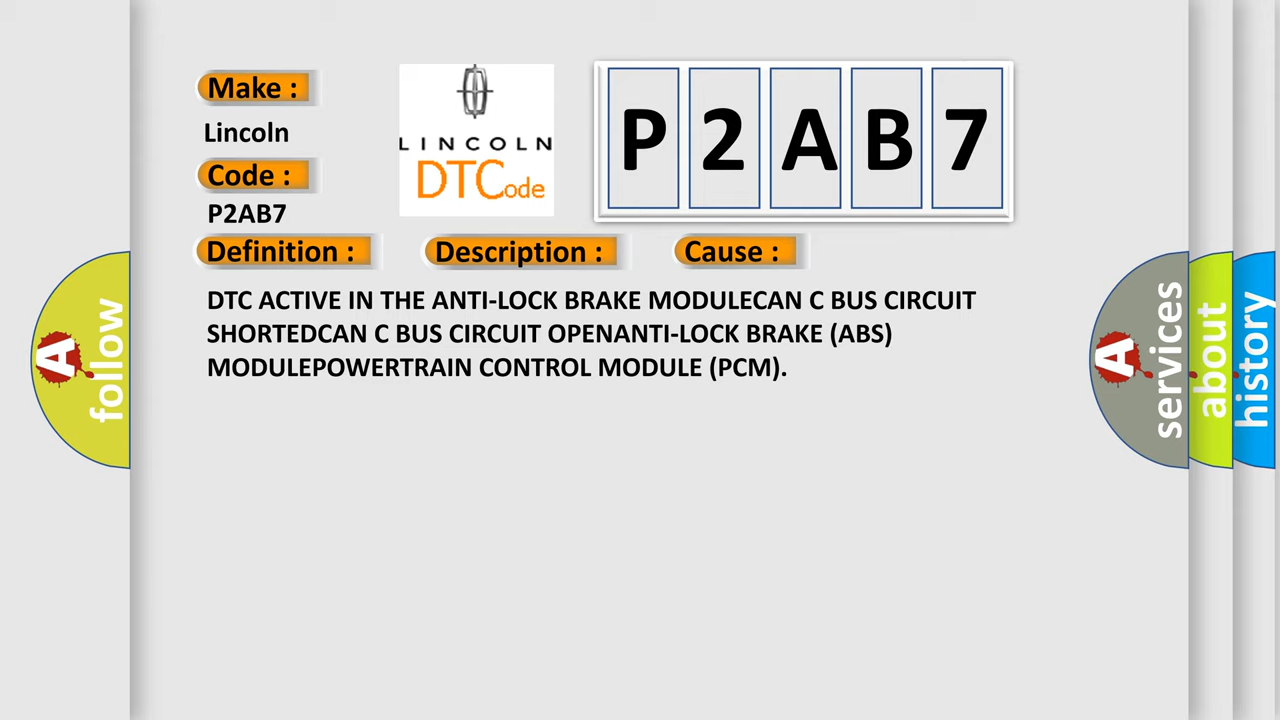 Make :
Lincoln
Code :
P2AB7
LINCOLN
DTCode
P2AB7
Definition :
Description :
Cause :
DTC ACTIVE IN THE ANTI-LOCK BRAKE MODULECAN C BUS CIRCUIT
SHORTEDCAN C BUS CIRCUIT OPENANTI-LOCK BRAKE (ABS)
MODULEPOWERTRAIN CONTROL MODULE (PCM).
A
follow
A
services
about
history